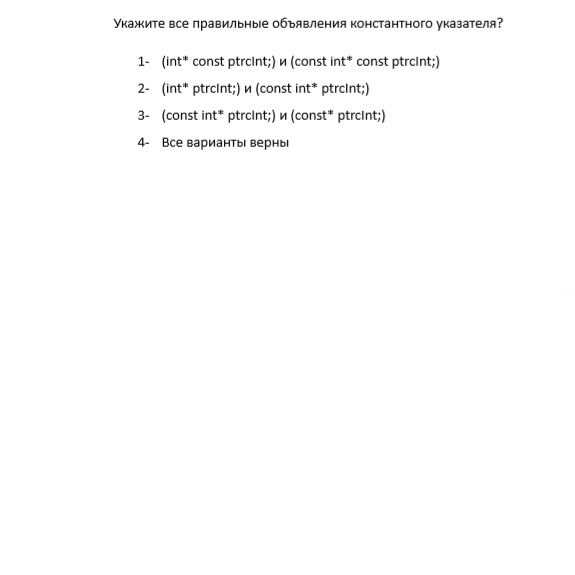 Укажите все правильные объявления константного указателя?
1- (int* const ptrcInt;) и (const int* const ptrcInt;)
2- (int* ptrcInt;) и (const int* ptrcInt;)
3- (const int* ptrcInt;) и (const* ptrcInt;)
4- Все варианты верны